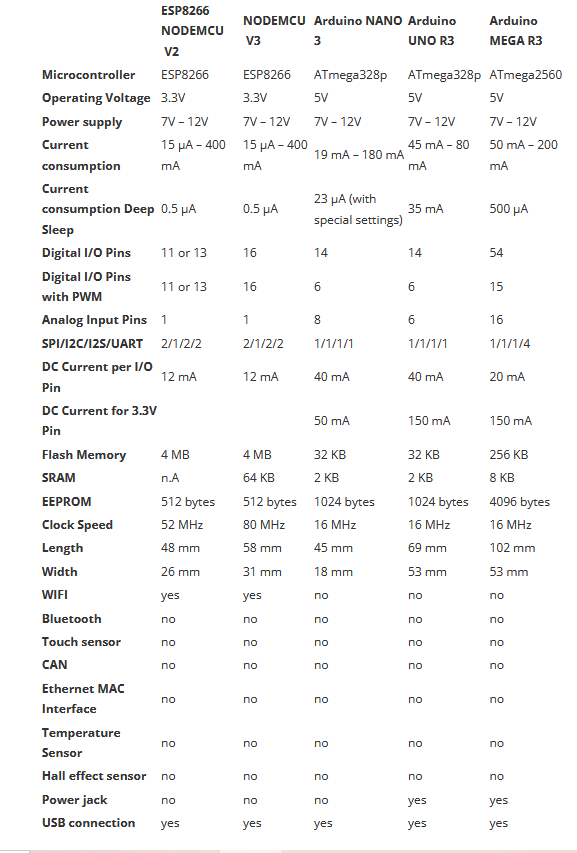 ESP8266 NODEMCU V2 NODEMCU V3 Arduino NANO 3 Arduino UNO R3 Arduino MEGA R3
Microcontroller ESP8266 ESP8266 ATmega328p ATmega328p ATmega2560
Operating Voltage 3.3V 3.3V 5V 5V 5V
Power supply 7V – 12V 7V – 12V 7V – 12V 7V – 12V 7V – 12V
Current consumption 15 µA – 400 mA 15 µA – 400 mA 19 mA – 180 mA 45 mA – 80 mA 50 mA – 200 mA
Current consumption Deep Sleep 0.5 µA 0.5 µA 23 µA (with special settings) 35 mA 500 µA
Digital I/O Pins 11 or 13 16 14 14 54
Digital I/O Pins with PWM 11 or 13 16 6 6 15
Analog Input Pins 1 1 8 6 16
SPI/I2C/I2S/UART 2/1/2/2 2/1/2/2 1/1/1/1 1/1/1/1 1/1/1/4
DC Current per I/O Pin 12 mA 12 mA 40 mA 40 mA 20 mA
DC Current for 3.3V Pin 50 mA 150 mA 150 mA
Flash Memory 4 MB 4 MB 32 KB 32 KB 256 KB
SRAM n.A 64 KB 2 KB 2 KB 8 KB
EEPROM 512 bytes 512 bytes 1024 bytes 1024 bytes 4096 bytes
Clock Speed 52 MHz 80 MHz 16 MHz 16 MHz 16 MHz
Length 48 mm 58 mm 45 mm 69 mm 102 mm
Width 26 mm 31 mm 18 mm 53 mm 53 mm
WIFI yes yes no no no
Bluetooth no no no no no
Touch sensor no no no no no
CAN no no no no no
Ethernet MAC Interface no no no no no
Temperature Sensor no no no no no
Hall effect sensor no no no no no
Power jack no no no yes yes
USB connection yes yes yes yes yes